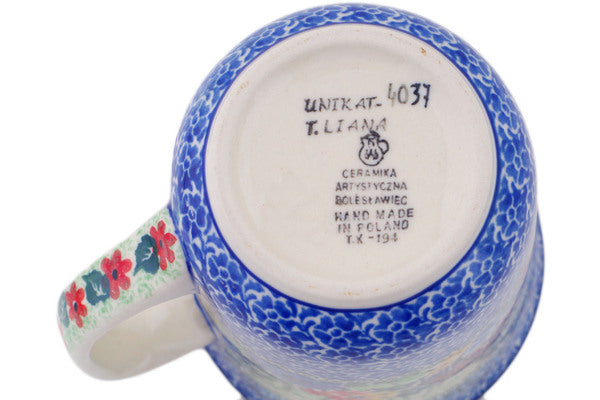 UNIKAT-4037
T. LIANA
CERAMIKA
ARTYSTYCZNA
BOLESŁAWIEC
HAND MADE
IN POLAND
T.K-194